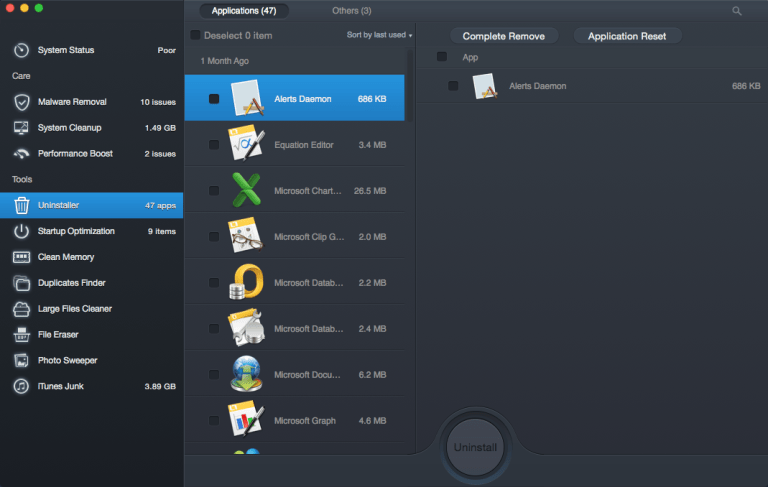 Applications (47)
Others (3)
System Status
Poor
Care
Malware Removal
10 issues
System Cleanup
1.49 GB
Performance Boost
2 issues
Tools
Uninstaller
47 apps
Startup Optimization
9 items
Clean Memory
Duplicates Finder
Large Files Cleaner
File Eraser
Photo Sweeper
iTunes Junk
3.89 GB
Deselect 0 item
Sort by last used
1 Month Ago
Alerts Daemon
686 KB
Equation Editor
3.4 MB
Microsoft Chart...
26.5 MB
Microsoft Clip G...
2.0 MB
Microsoft Datab...
2.2 MB
Microsoft Datab...
2.4 MB
Microsoft Docu...
6.2 MB
Microsoft Graph
4.6 MB
Complete Remove
Application Reset
App
Alerts Daemon
686 KB
Uninstall